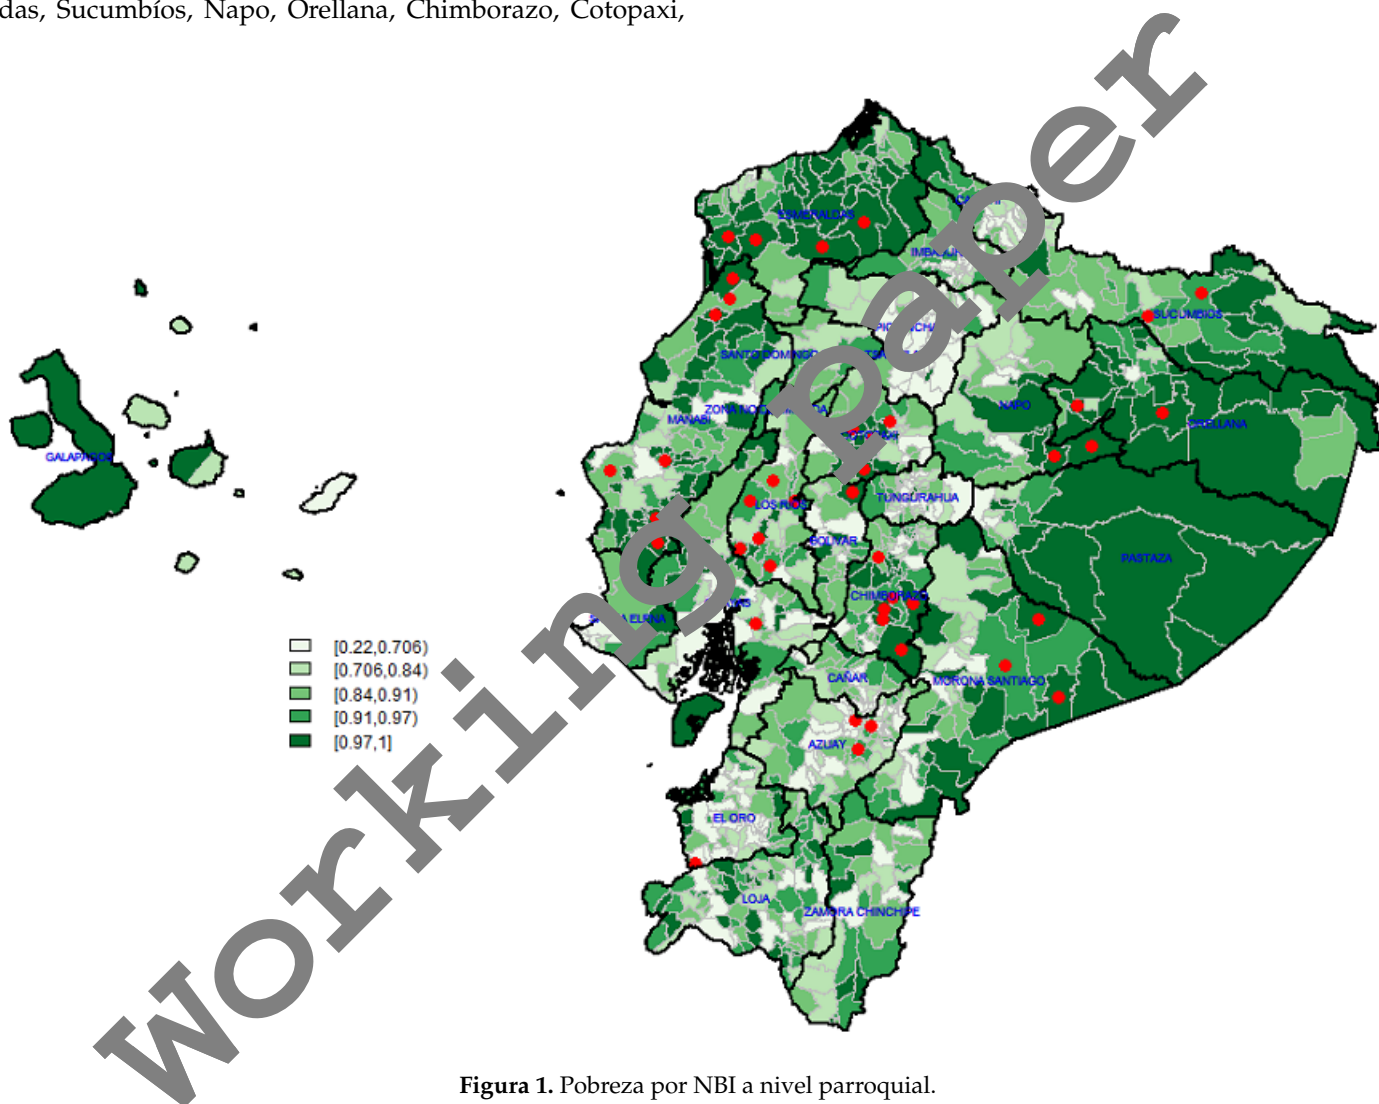 das, Sucumbíos, Napo, Orellana, Chimborazo, Cotopaxi,
Working paper
ESMERALDAS
SUCUMBIOS
SANTO DOMINGO
NAPO
MANABÍ
ORELLANA
GALAPAGOS
TUNGURAHUA
LOS RIOS
BOLIVAR
PASTAZA
CHIMBORAZO
CAÑAR
MORONA SANTIAGO
AZUAY
EL ORO
LOJA
ZAMORA CHINCHIPE
[0.22,0.706)
[0.706,0.84)
[0.84,0.91)
[0.91,0.97)
[0.97,1]
Figura 1. Pobreza por NBI a nivel parroquial.